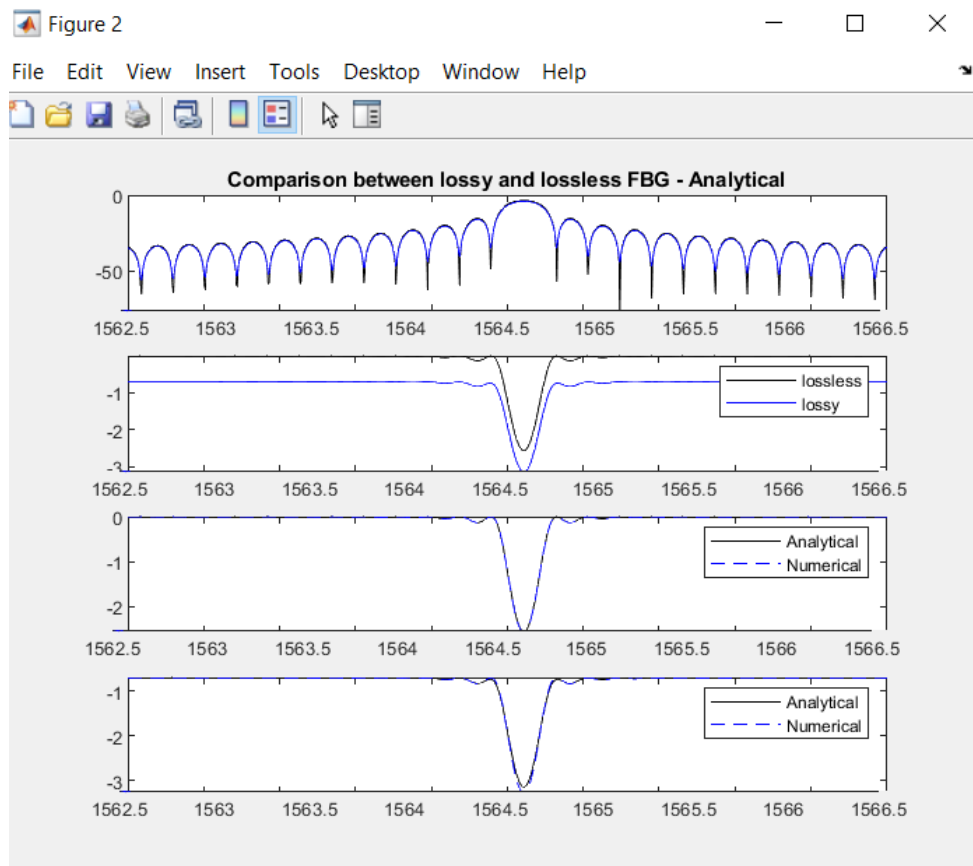 Figure 2
File Edit View Insert Tools Desktop Window Help
Comparison between lossy and lossless FBG - Analytical
0
-50
1562.5 1563 1563.5 1564 1564.5 1565 1565.5 1566 1566.5
-1
-2
-3
lossless
lossy
1562.5 1563 1563.5 1564 1564.5 1565 1565.5 1566 1566.5
0
-1
-2
Analytical
Numerical
1562.5 1563 1563.5 1564 1564.5 1565 1565.5 1566 1566.5
-1
-2
-3
Analytical
Numerical
1562.5 1563 1563.5 1564 1564.5 1565 1565.5 1566 1566.5